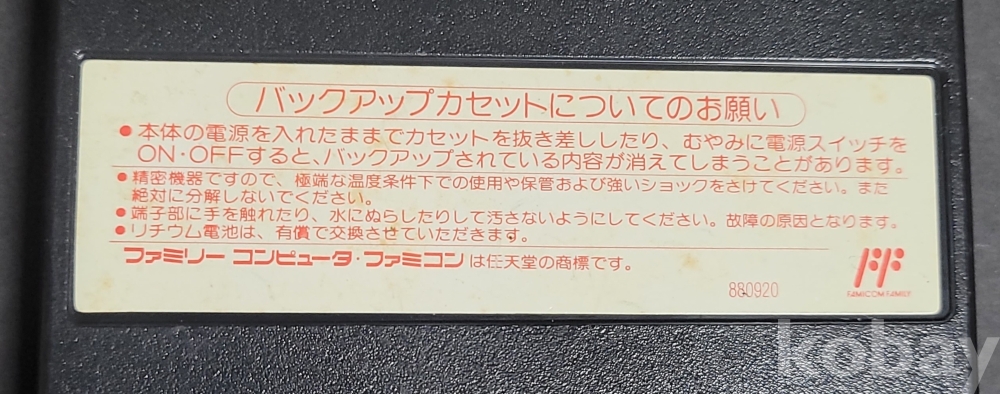 バックアップカセットについてのお願い
●本体の電源を入れたままでカセットを抜き差ししたり、むやみに電源スイッチを
ON・OFFすると、バックアップされている内容が消えてしまうことがあります。
●精密機器ですので、極端な温度条件下での使用や保管および強いショックをさけてください。また
絶対に分解しないでください。
●端子部に手を触れたり、水にぬらしたりして汚さないようにしてください。故障の原因となります。
●リチウム電池は、有償で交換させていただきます。
ファミリー コンピュータ・ファミコンは任天堂の商標です。
880920
FF
FAMICOM FAMILY
kobay